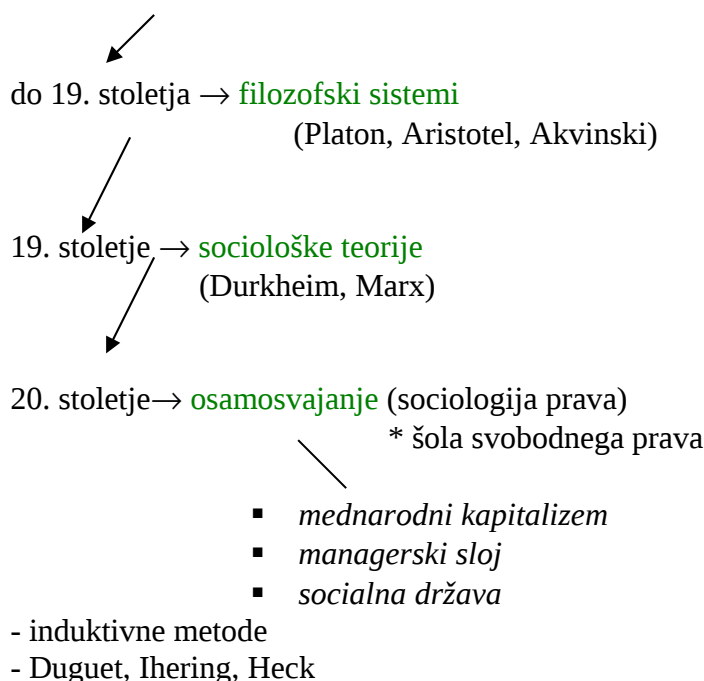 do 19. stoletja → filozofski sistemi
(Platon, Aristotel, Akvinski)
19. stoletje → sociološke teorije
(Durkheim, Marx)
20. stoletje→ osamosvajanje (sociologija prava)
* šola svobodnega prava
▪ mednarodni kapitalizem
▪ managerski sloj
▪ socialna država
- induktivne metode
- Duguet, Ihering, Heck